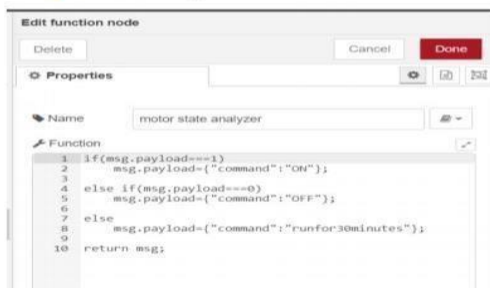 Edit function node
Delete Cancel Done
Properties
Name motor state analyzer
Function
1 if(msg.payload===1)
2 msg.payload={"command":"ON"};
3
4 else if(msg.payload===0)
5 msg.payload={"command":"OFF"};
6
7 else
8 msg.payload={"command":"runfor30minutes"};
9
10 return msg;